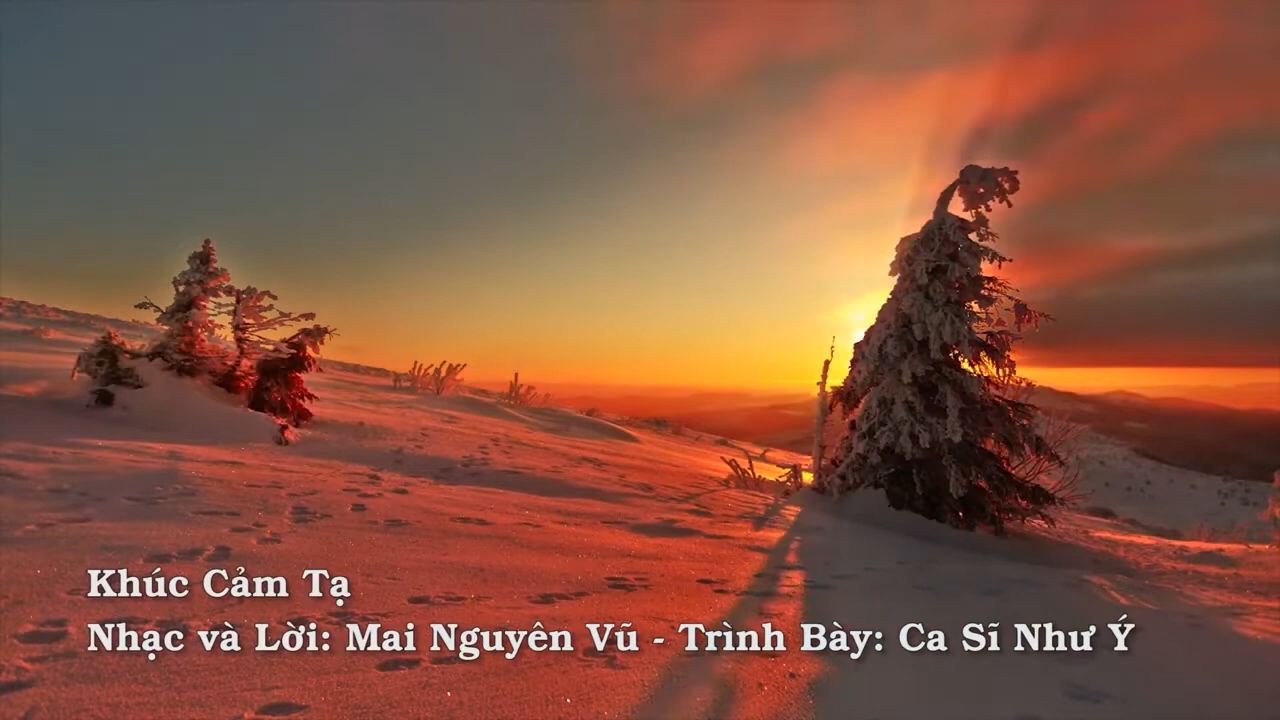 Khúc Cảm Tạ
Nhạc và Lời: Mai Nguyên Vũ - Trình Bày: Ca Sĩ Như Ý